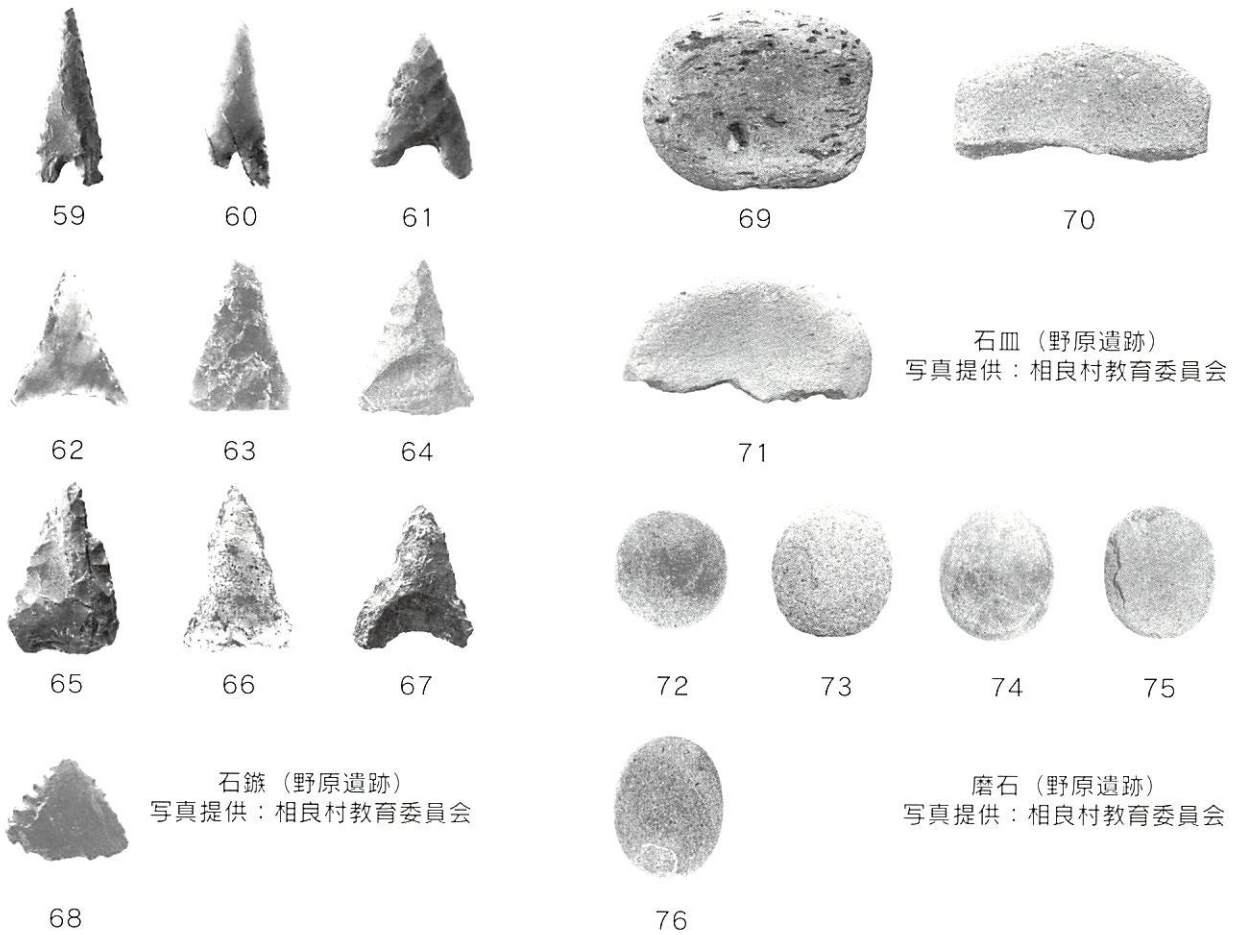 59 60 61
62 63 64
65 66 67
68
石鏃(野原遺跡)
写真提供:相良村教育委員会
69 70
71
石皿(野原遺跡)
写真提供:相良村教育委員会
72 73 74 75
76
磨石(野原遺跡)
写真提供:相良村教育委員会